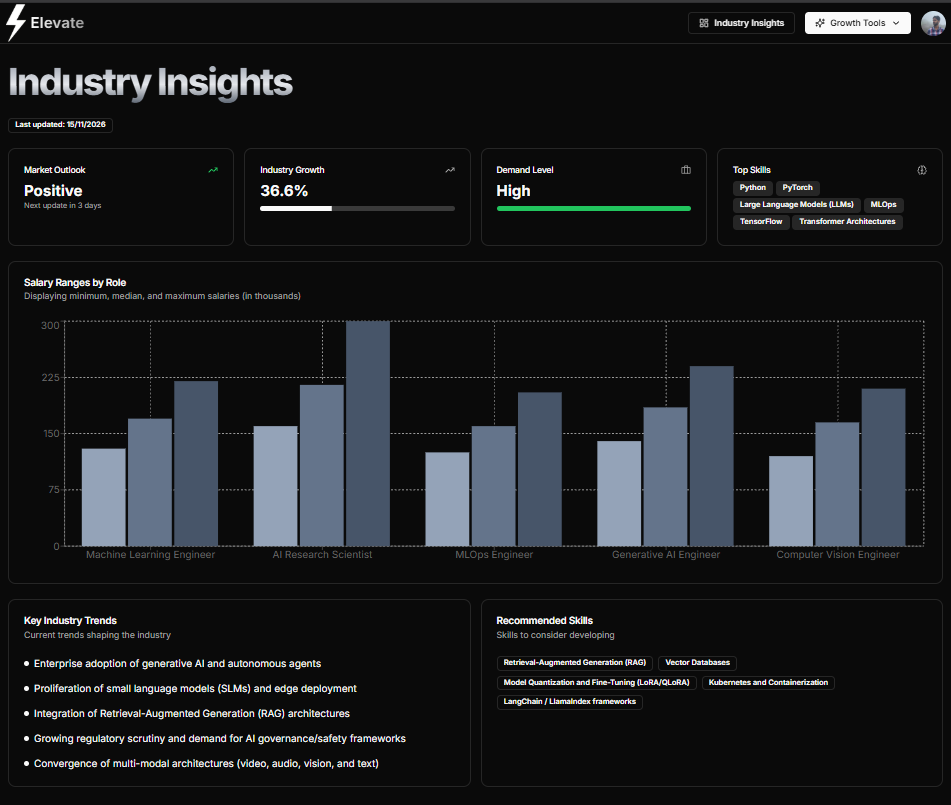 Elevate
Industry Insights
Growth Tools
Industry Insights
Last updated: 15/11/2026
Market Outlook
Positive
Next update in 3 days
Industry Growth
36.6%
Demand Level
High
Top Skills
Python PyTorch
Large Language Models (LLMs) MLOps
TensorFlow Transformer Architectures
Salary Ranges by Role
Displaying minimum, median, and maximum salaries (in thousands)
300
225
150
75
0
Machine Learning Engineer AI Research Scientist MLOps Engineer Generative AI Engineer Computer Vision Engineer
Key Industry Trends
Current trends shaping the industry
Enterprise adoption of generative AI and autonomous agents
Proliferation of small language models (SLMs) and edge deployment
Integration of Retrieval-Augmented Generation (RAG) architectures
Growing regulatory scrutiny and demand for AI governance/safety frameworks
Convergence of multi-modal architectures (video, audio, vision, and text)
Recommended Skills
Skills to consider developing
Retrieval-Augmented Generation (RAG) Vector Databases
Model Quantization and Fine-Tuning (LoRA/QLoRA) Kubernetes and Containerization
LangChain / LlamaIndex frameworks